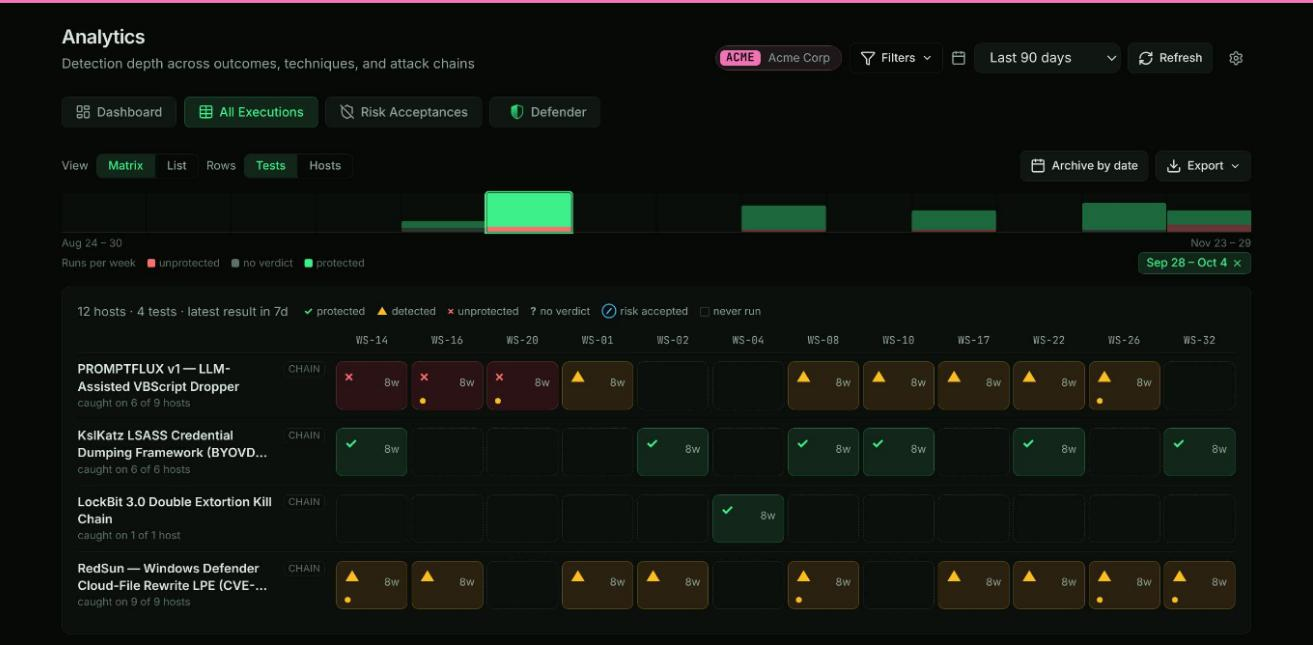 Analytics
Detection depth across outcomes, techniques, and attack chains
ACME Acme Corp Filters Last 90 days Refresh
Dashboard All Executions Risk Acceptances Defender
View Matrix List Rows Tests Hosts Archive by date Export
Aug 24 – 30 Nov 23 – 29
Runs per week unprotected no verdict protected Sep 28 – Oct 4 ×
12 hosts · 4 tests · latest result in 7d protected detected unprotected ? no verdict risk accepted never run
WS-14 WS-16 WS-20 WS-01 WS-02 WS-04 WS-08 WS-10 WS-17 WS-22 WS-26 WS-32
PROMPTFLUX v1 — LLM- CHAIN
Assisted VBScript Dropper 8w 8w 8w 8w 8w 8w 8w 8w 8w
caught on 6 of 9 hosts
KslKatz LSASS Credential CHAIN
Dumping Framework (BYOVD... 8w 8w 8w 8w 8w 8w
caught on 6 of 6 hosts
LockBit 3.0 Double Extortion Kill CHAIN
Chain 8w
caught on 1 of 1 host
RedSun — Windows Defender CHAIN
Cloud-File Rewrite LPE (CVE-... 8w 8w 8w 8w 8w 8w 8w 8w 8w
caught on 9 of 9 hosts